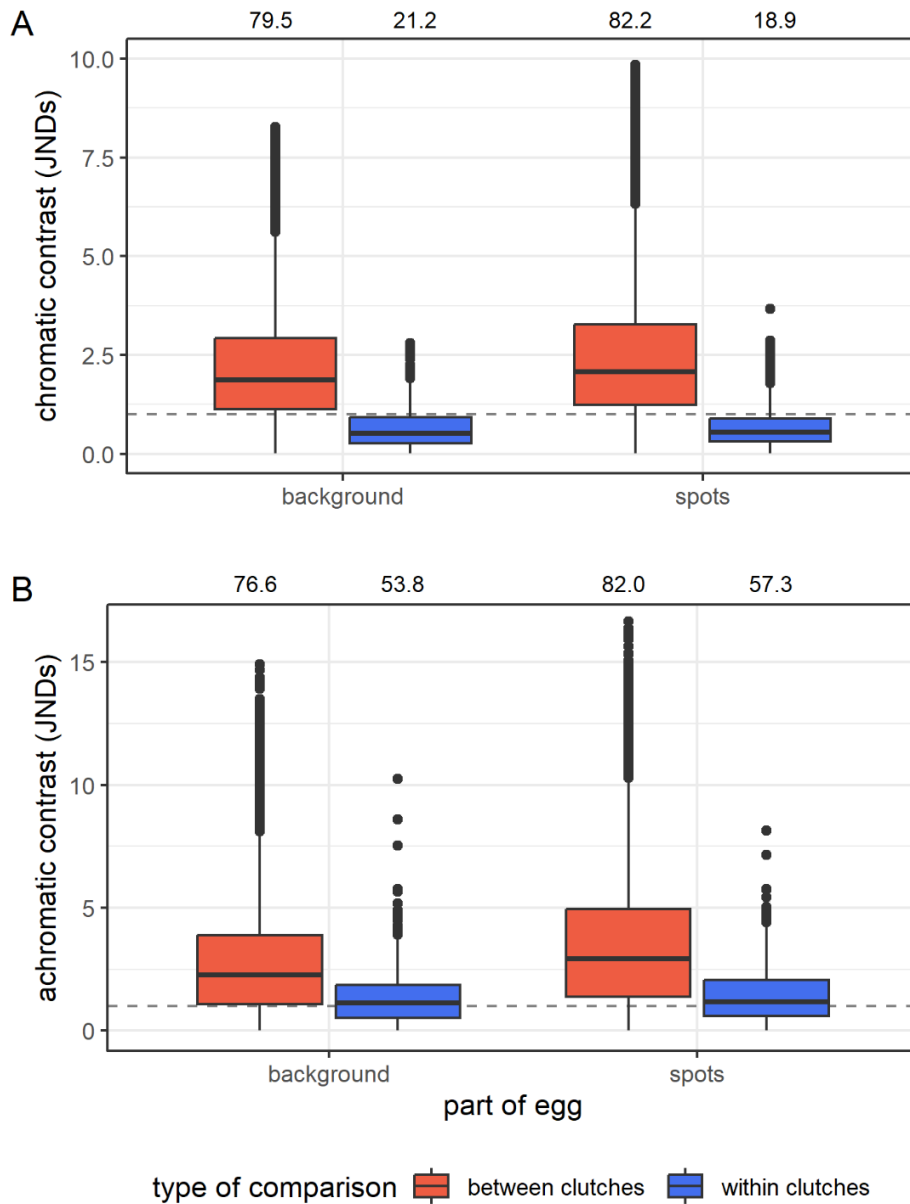 A
79.5 21.2 82.2 18.9
chromatic contrast (JNDs)
10.0
7.5
5.0
2.5
0.0
background spots
B
76.6 53.8 82.0 57.3
achromatic contrast (JNDs)
15
10
5
0
background spots
part of egg
type of comparison between clutches within clutches